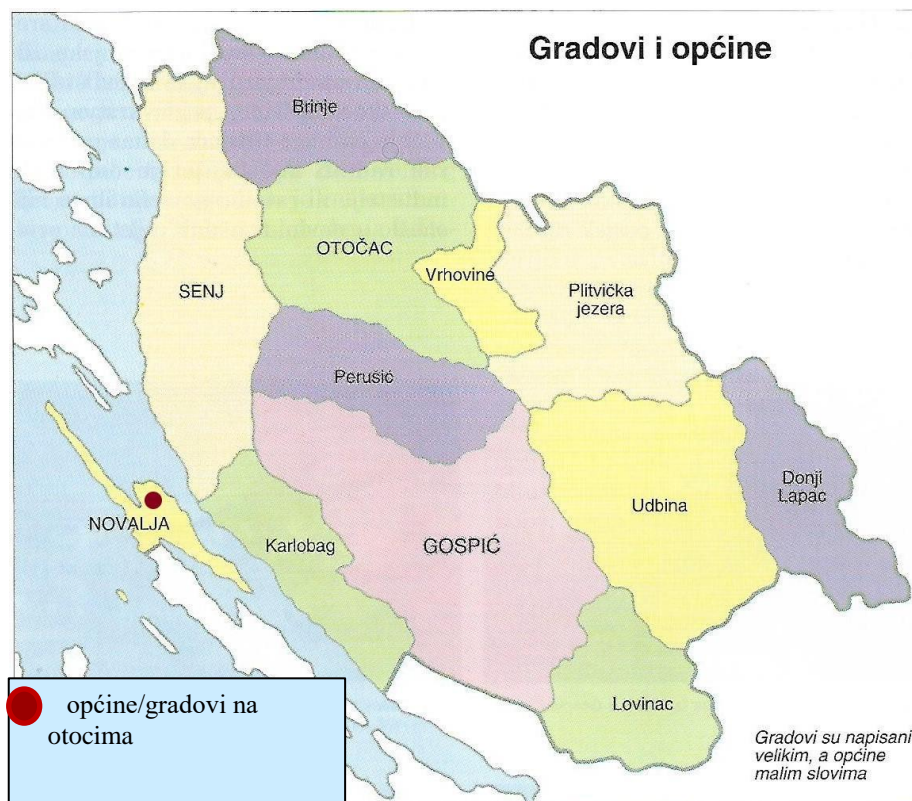 Gradovi i općine
Brinje
OTOČAC
Vrhovine
SENJ
Plitvička
jezera
Perušić
Donji
Lapac
Udbina
NOVALJA
Karlobag
GOSPIĆ
Lovinac
općine/gradovi na
otocima
Gradovi su napisani
velikim, a općine
malim slovima